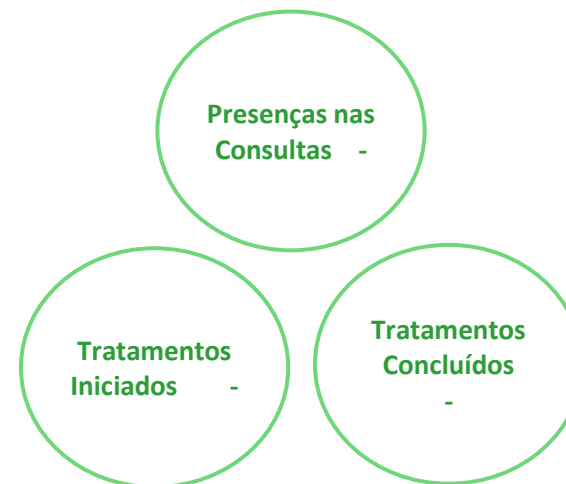 Presenças nas
Consultas -
Tratamentos
Iniciados -
Tratamentos
Concluídos
-